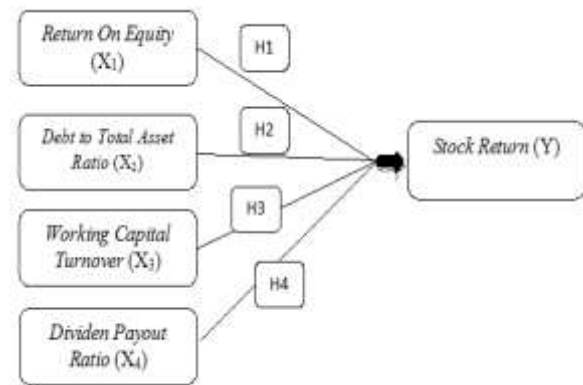 Return On Equity
(X₁)
H1
Debt to Total Asset
Ratio (X₂)
H2
Stock Return (Y)
Working Capital
Turnover (X₃)
H3
Dividen Payout
Ratio (X₄)
H4